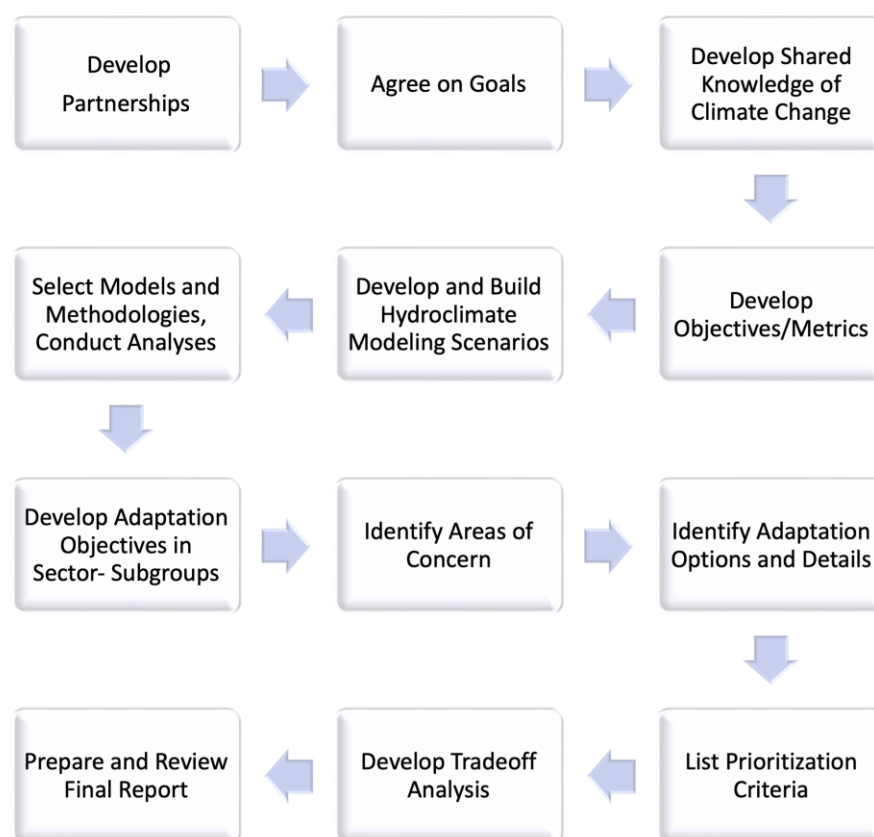 Develop
Partnerships
Agree on Goals
Develop Shared
Knowledge of
Climate Change
Develop
Objectives/Metrics
Develop and Build
Hydroclimate
Modeling Scenarios
Select Models and
Methodologies,
Conduct Analyses
Develop Adaptation
Objectives in
Sector- Subgroups
Identify Areas of
Concern
Identify Adaptation
Options and Details
List Prioritization
Criteria
Develop Tradeoff
Analysis
Prepare and Review
Final Report